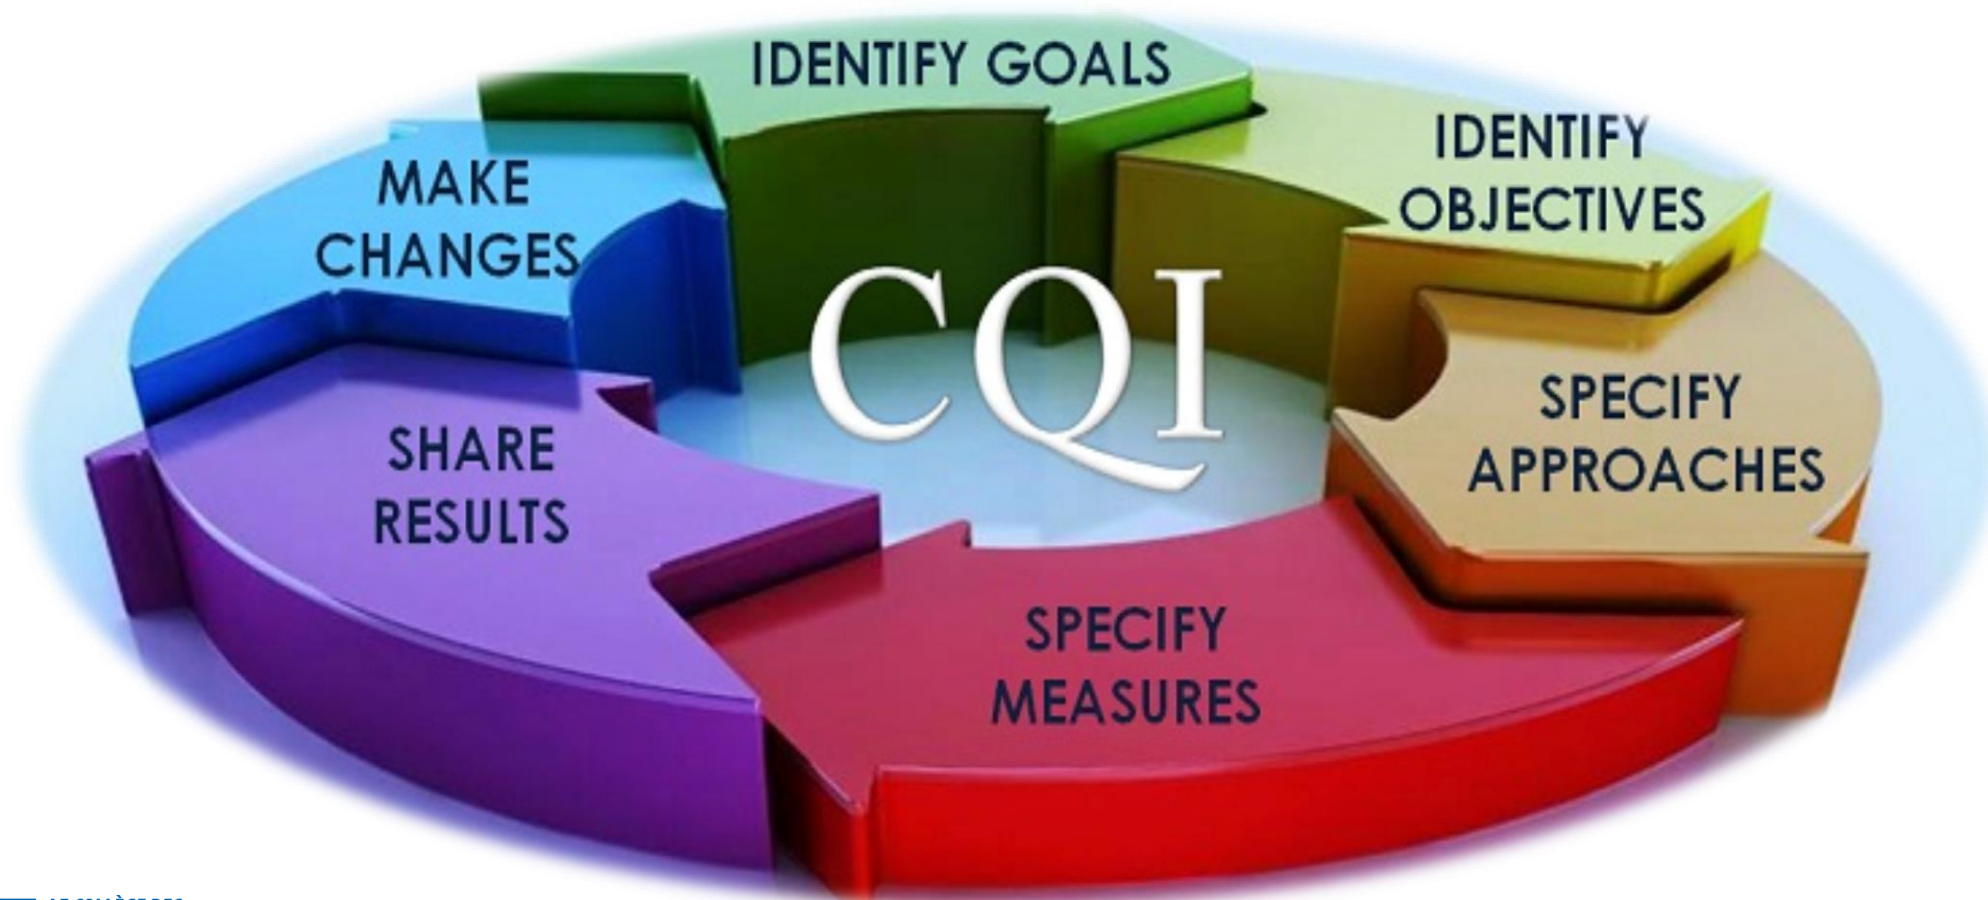 IDENTIFY GOALS
IDENTIFY
OBJECTIVES
SPECIFY
APPROACHES
SPECIFY
MEASURES
SHARE
RESULTS
MAKE
CHANGES
CQI